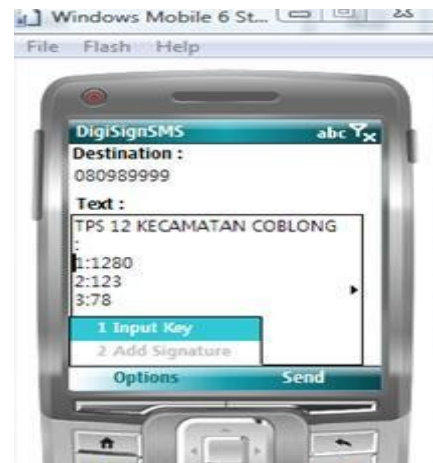 Windows Mobile 6 St...
File Flash Help
DigiSignSMS abc
Destination :
080989999
Text :
TPS 12 KECAMATAN COBLONG
:
1:1280
2:123
3:78
1 Input Key
2 Add Signature
Options Send